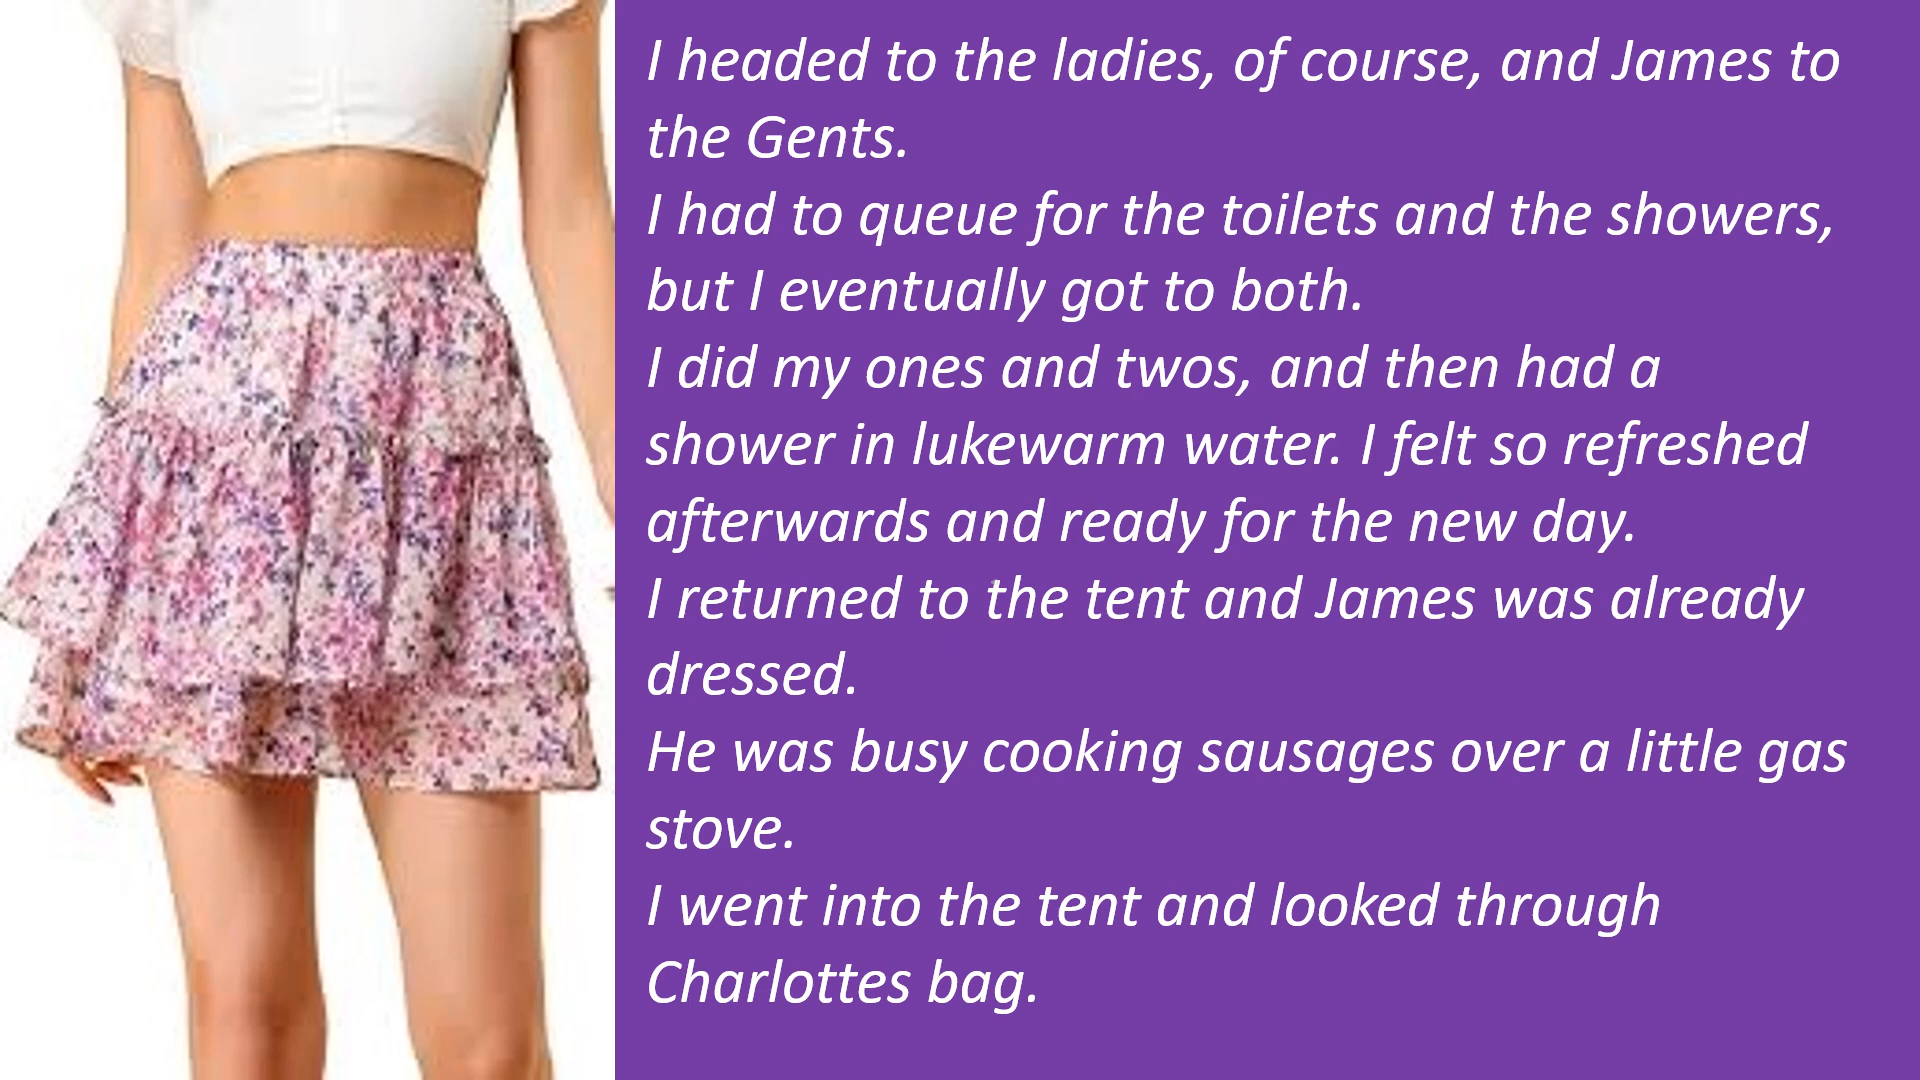 I headed to the ladies, of course, and James to
the Gents.
I had to queue for the toilets and the showers,
but I eventually got to both.
I did my ones and twos, and then had a
shower in lukewarm water. I felt so refreshed
afterwards and ready for the new day.
I returned to the tent and James was already
dressed.
He was busy cooking sausages over a little gas
stove.
I went into the tent and looked through
Charlottes bag.